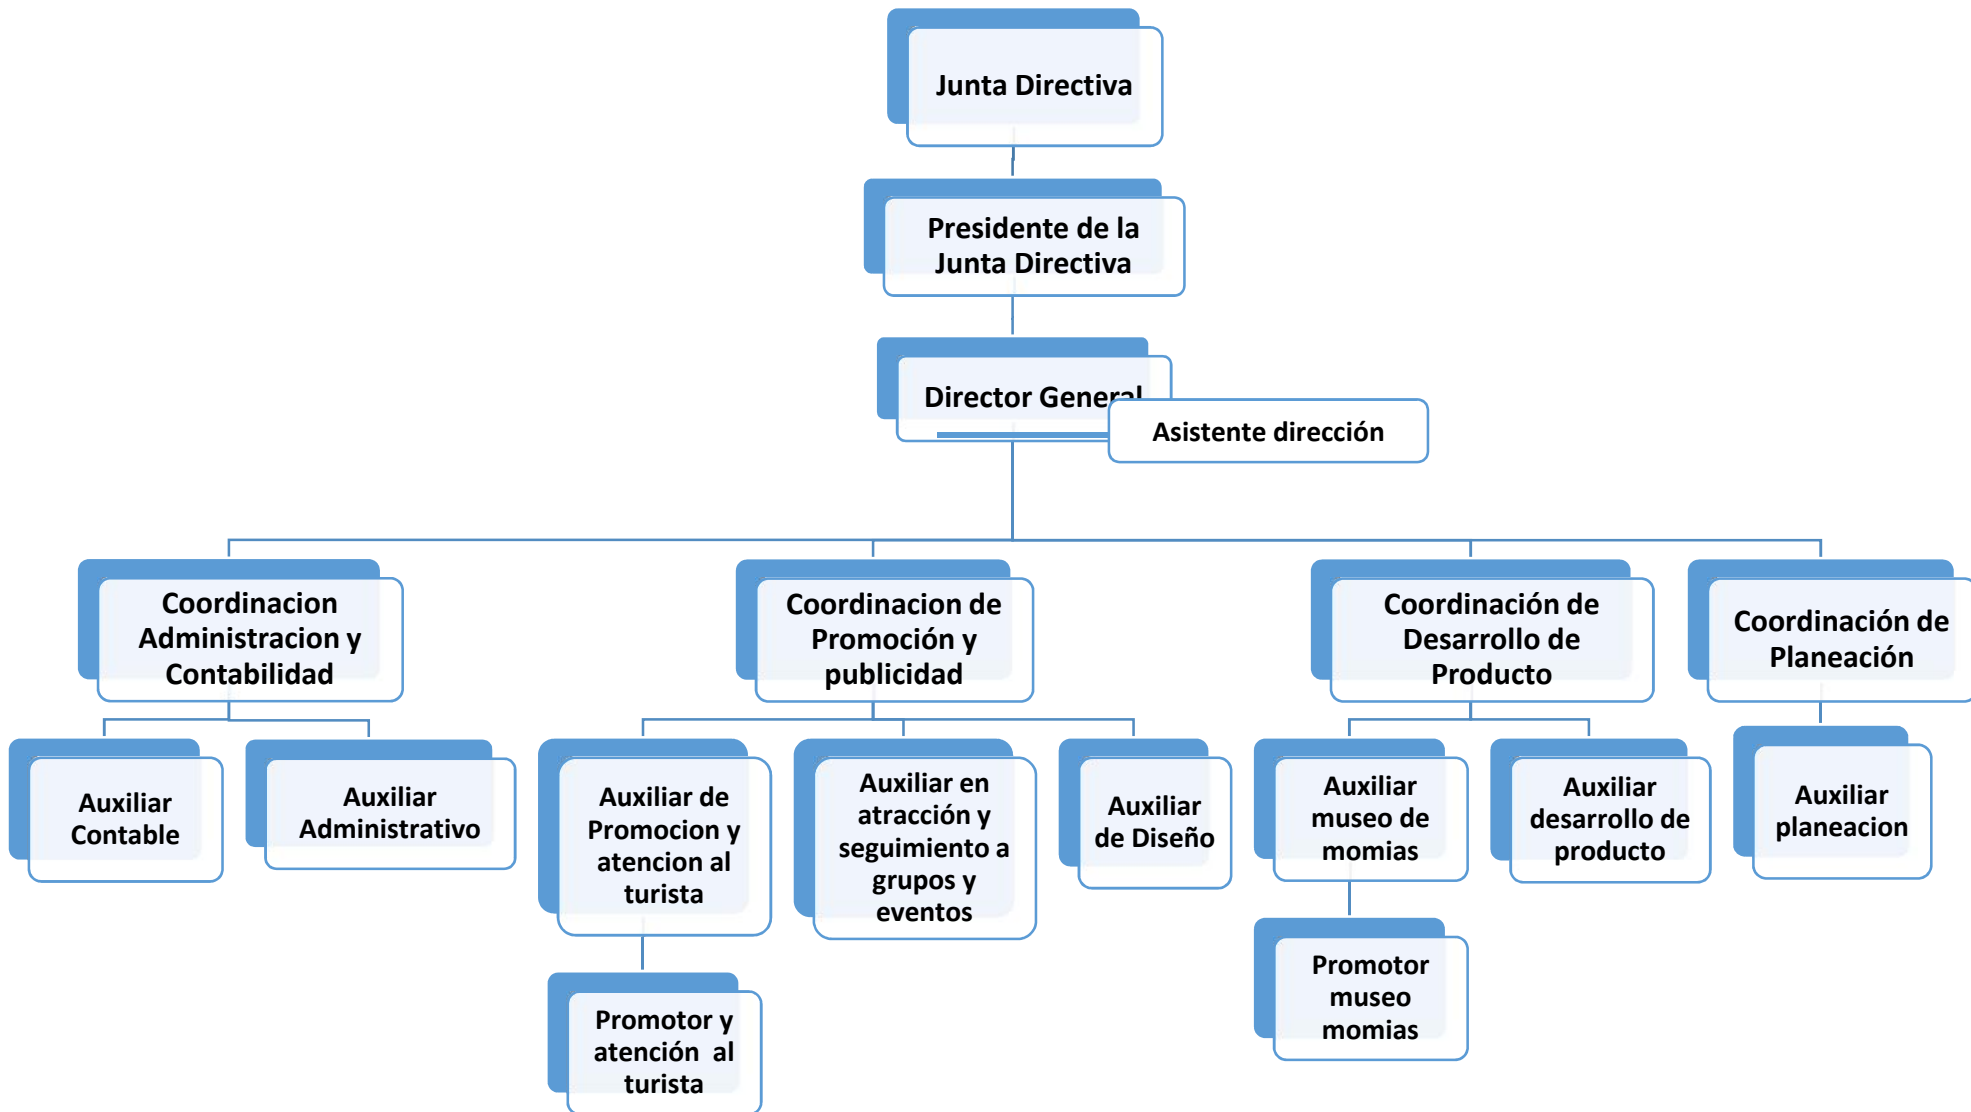 Junta Directiva
Presidente de la
Junta Directiva
Director General
Asistente dirección
Coordinacion
Administracion y
Contabilidad
Coordinacion de
Promoción y
publicidad
Coordinación de
Desarrollo de
Producto
Coordinación de
Planeación
Auxiliar
Contable
Auxiliar
Administrativo
Auxiliar de
Promocion y
atencion al
turista
Auxiliar en
atracción y
seguimiento a
grupos y
eventos
Auxiliar
de Diseño
Auxiliar
museo de
momias
Auxiliar
desarrollo de
producto
Auxiliar
planeacion
Promotor y
atención  al
turista
Promotor
museo
momias